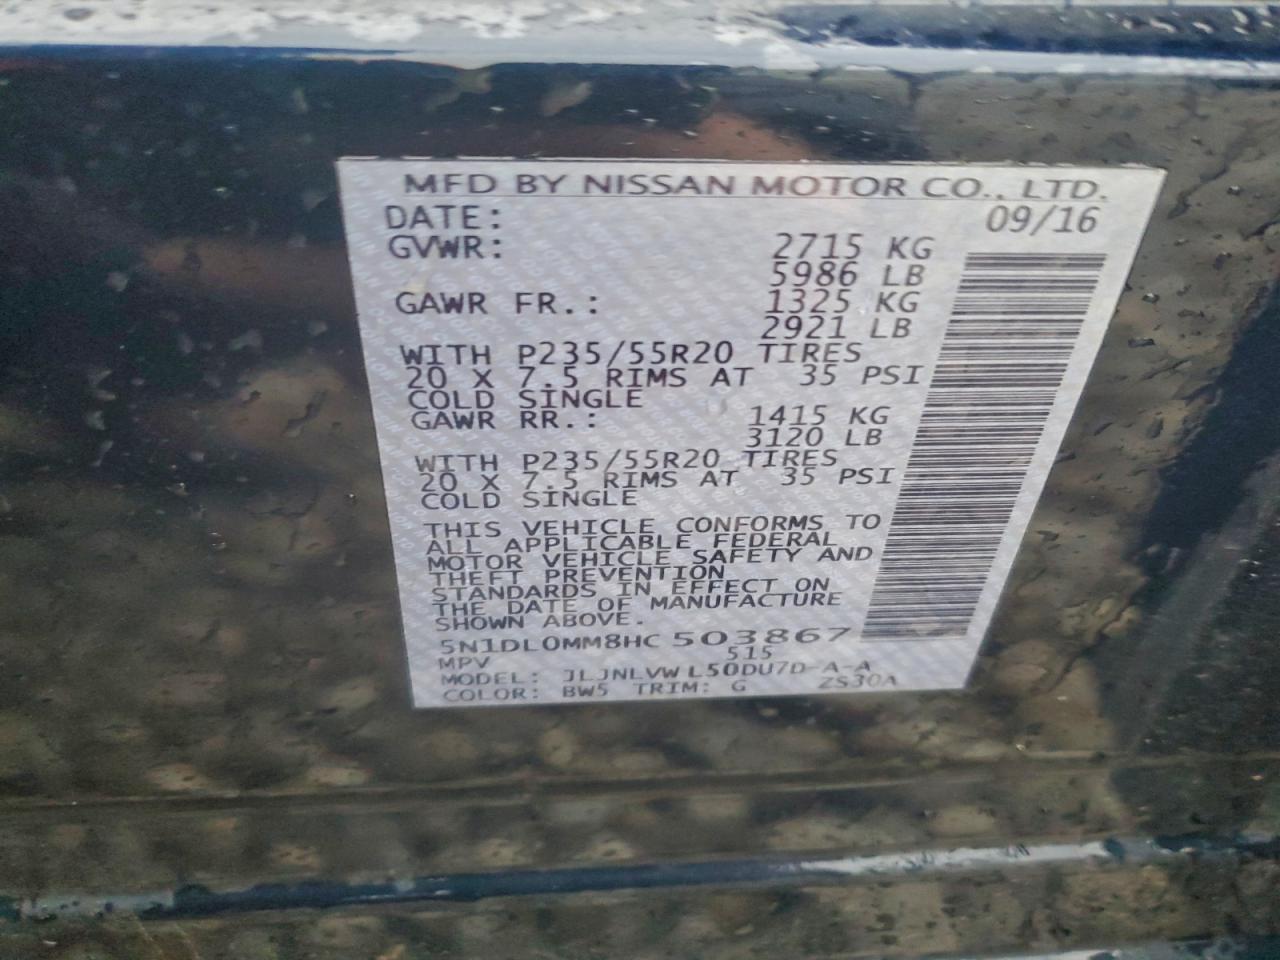 MFD BY NISSAN MOTOR CO., LTD.
DATE: 09/16
GVWR: 2715 KG
5986 LB
GAWR FR.: 1325 KG
2921 LB
WITH P235/55R20 TIRES
20 X 7.5 RIMS AT 35 PSI
COLD SINGLE
GAWR RR.: 1415 KG
3120 LB
WITH P235/55R20 TIRES
20 X 7.5 RIMS AT 35 PSI
COLD SINGLE
THIS VEHICLE CONFORMS TO
ALL APPLICABLE FEDERAL
MOTOR VEHICLE SAFETY AND
THEFT PREVENTION
STANDARDS IN EFFECT ON
THE DATE OF MANUFACTURE
SHOWN ABOVE.
5N1DL0MM8HC 503867
MPV 515
MODEL: JLJNLVW L50DU7D-A-A
COLOR: BW5 TRIM: G ZS30A